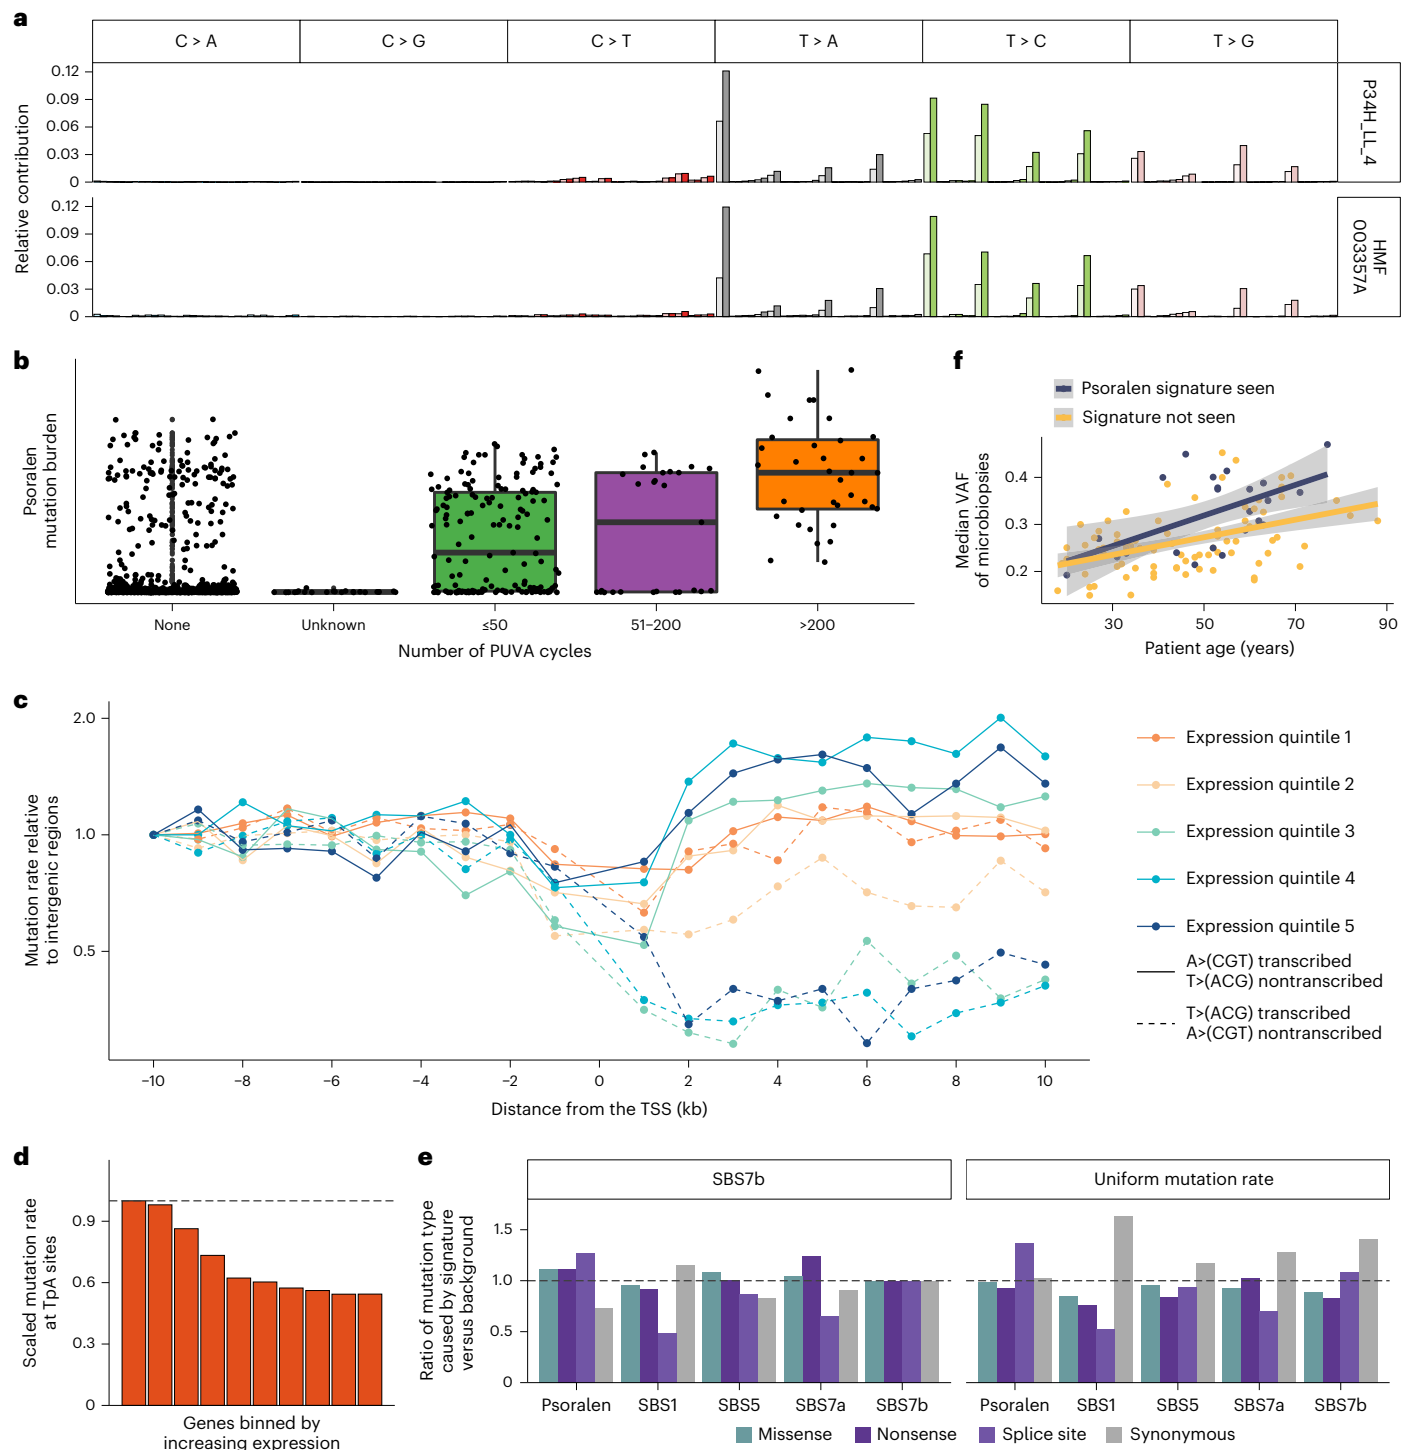 a
C > A
C > G
C > T
T > A
T > C
T > G
Relative contribution
0.12
0.09
0.06
0.03
0
P34H_LL_4
0.12
0.09
0.06
0.03
0
HMF
003357A
b
Psoralen
mutation burden
None
Unknown
≤50
51–200
>200
Number of PUVA cycles
f
Psoralen signature seen
Signature not seen
Median VAF
of microbiopsies
0.4
0.3
0.2
30
50
70
90
Patient age (years)
c
Mutation rate relative
to intergenic regions
2.0
1.0
0.5
−10
−8
−6
−4
−2
0
2
4
6
8
10
Distance from the TSS (kb)
Expression quintile 1
Expression quintile 2
Expression quintile 3
Expression quintile 4
Expression quintile 5
A>(CGT) transcribed
T>(ACG) nontranscribed
T>(ACG) transcribed
A>(CGT) nontranscribed
d
Scaled mutation rate
at TpA sites
0.9
0.6
0.3
0
Genes binned by
increasing expression
e
Ratio of mutation type
caused by signature
versus background
SBS7b
Uniform mutation rate
1.5
1.0
0.5
0
Psoralen
SBS1
SBS5
SBS7a
SBS7b
Psoralen
SBS1
SBS5
SBS7a
SBS7b
Missense
Nonsense
Splice site
Synonymous